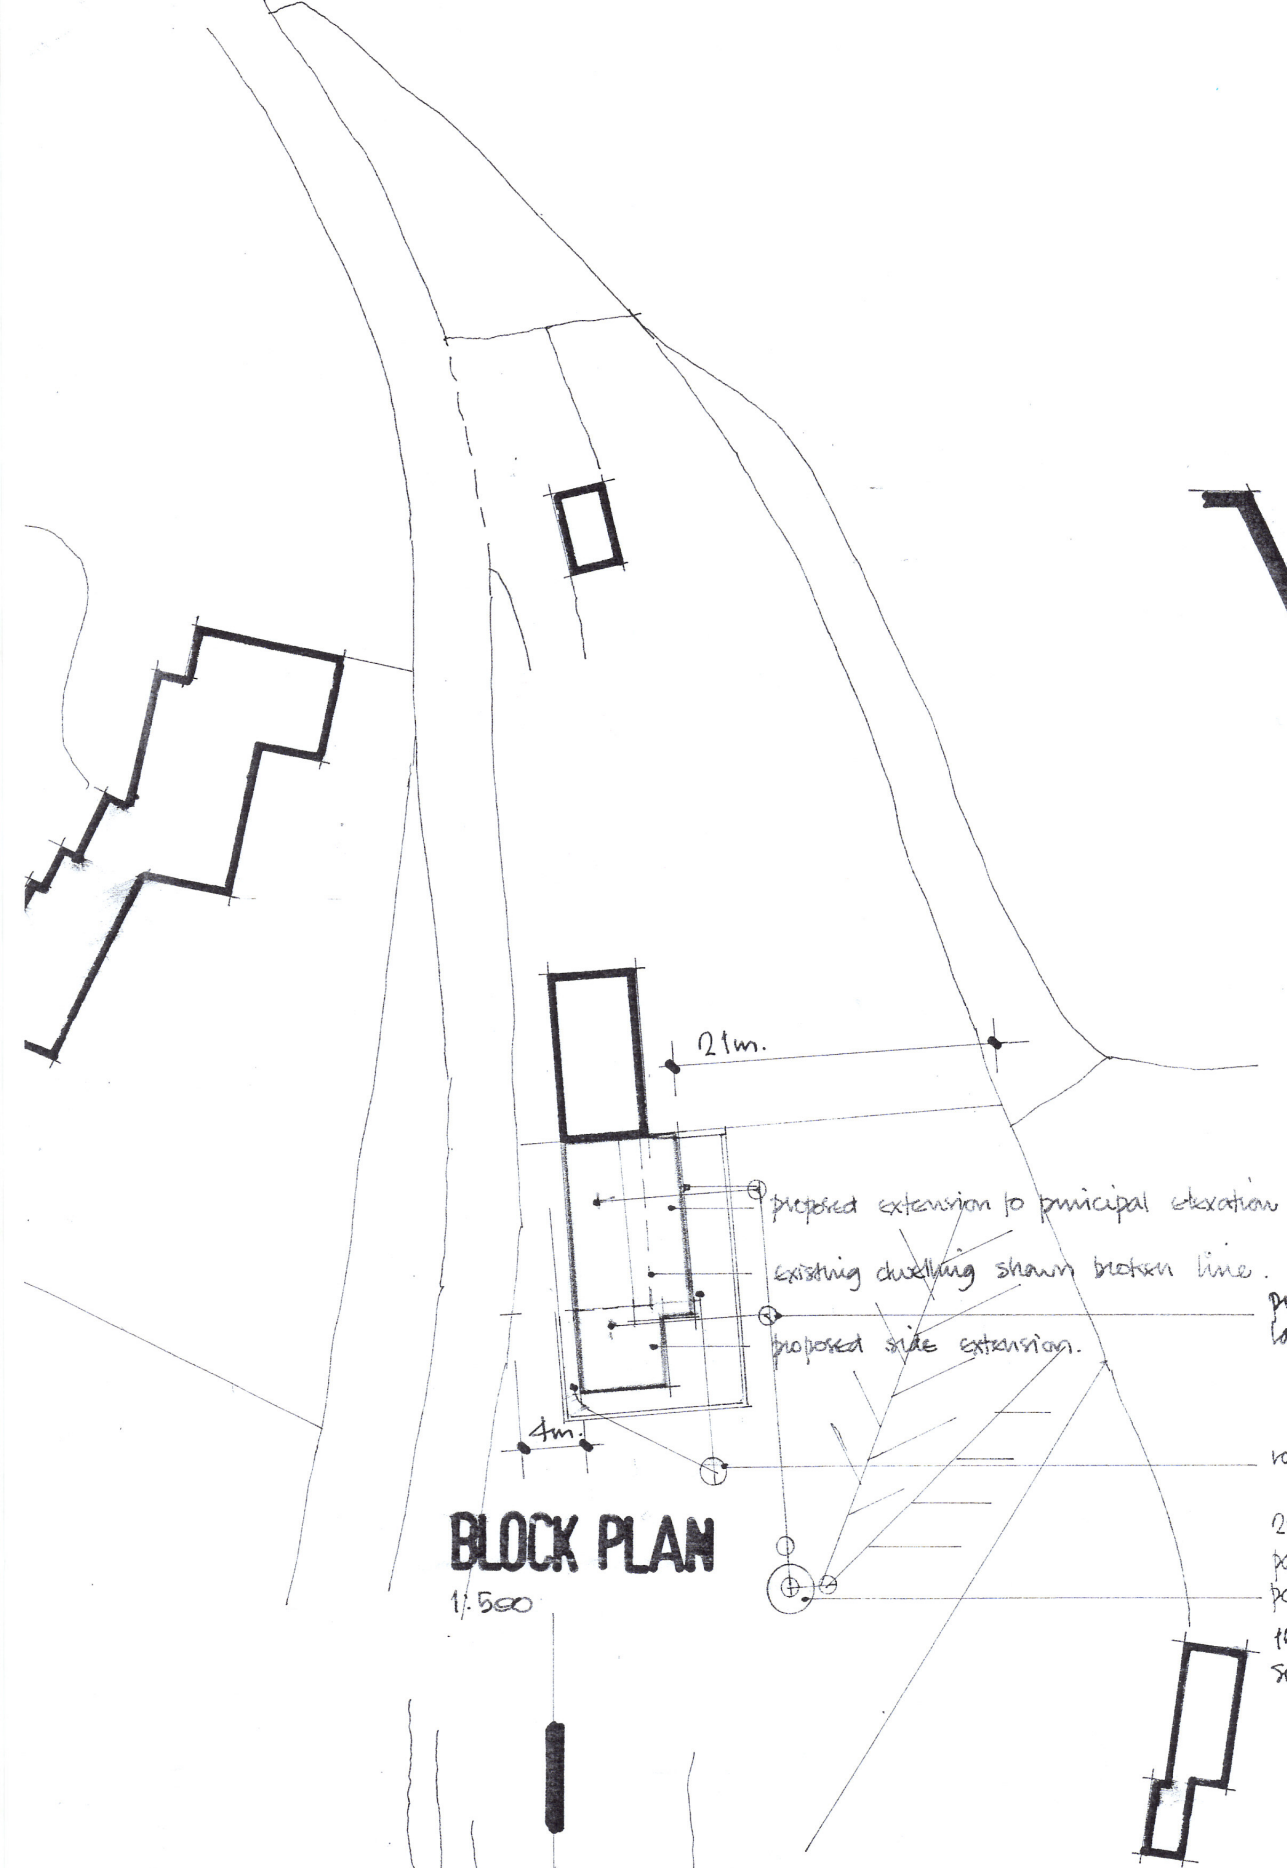 21m.
proposed extension to principal elevation
existing dwelling shown broken line.
proposed side extension.
4m.
BLOCK PLAN
1:500